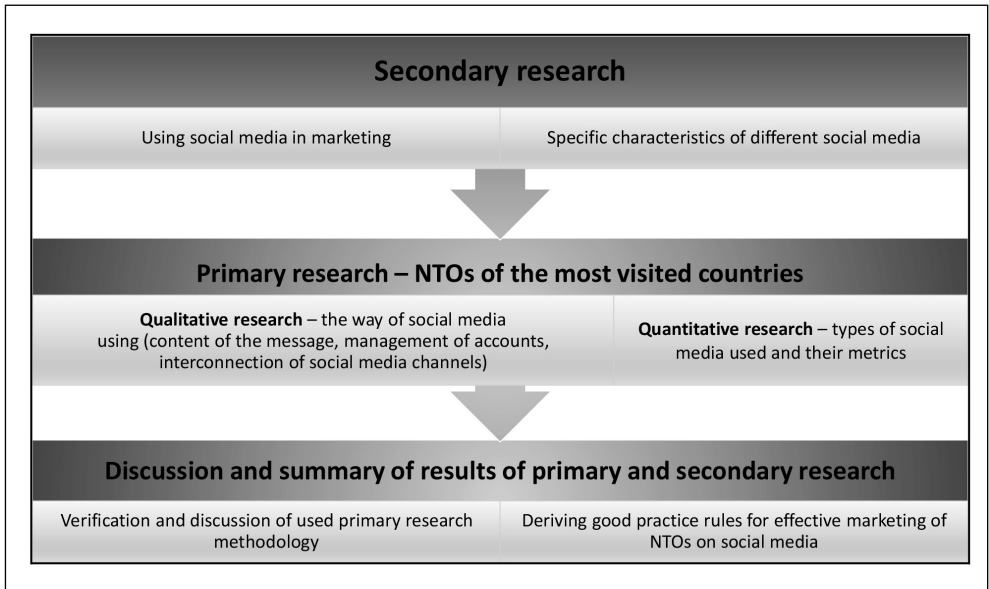 Secondary research
Using social media in marketing
Specific characteristics of different social media
Primary research – NTOs of the most visited countries
Qualitative research – the way of social media
using (content of the message, management of accounts,
interconnection of social media channels)
Quantitative research – types of social
media used and their metrics
Discussion and summary of results of primary and secondary research
Verification and discussion of used primary research
methodology
Deriving good practice rules for effective marketing of
NTOs on social media